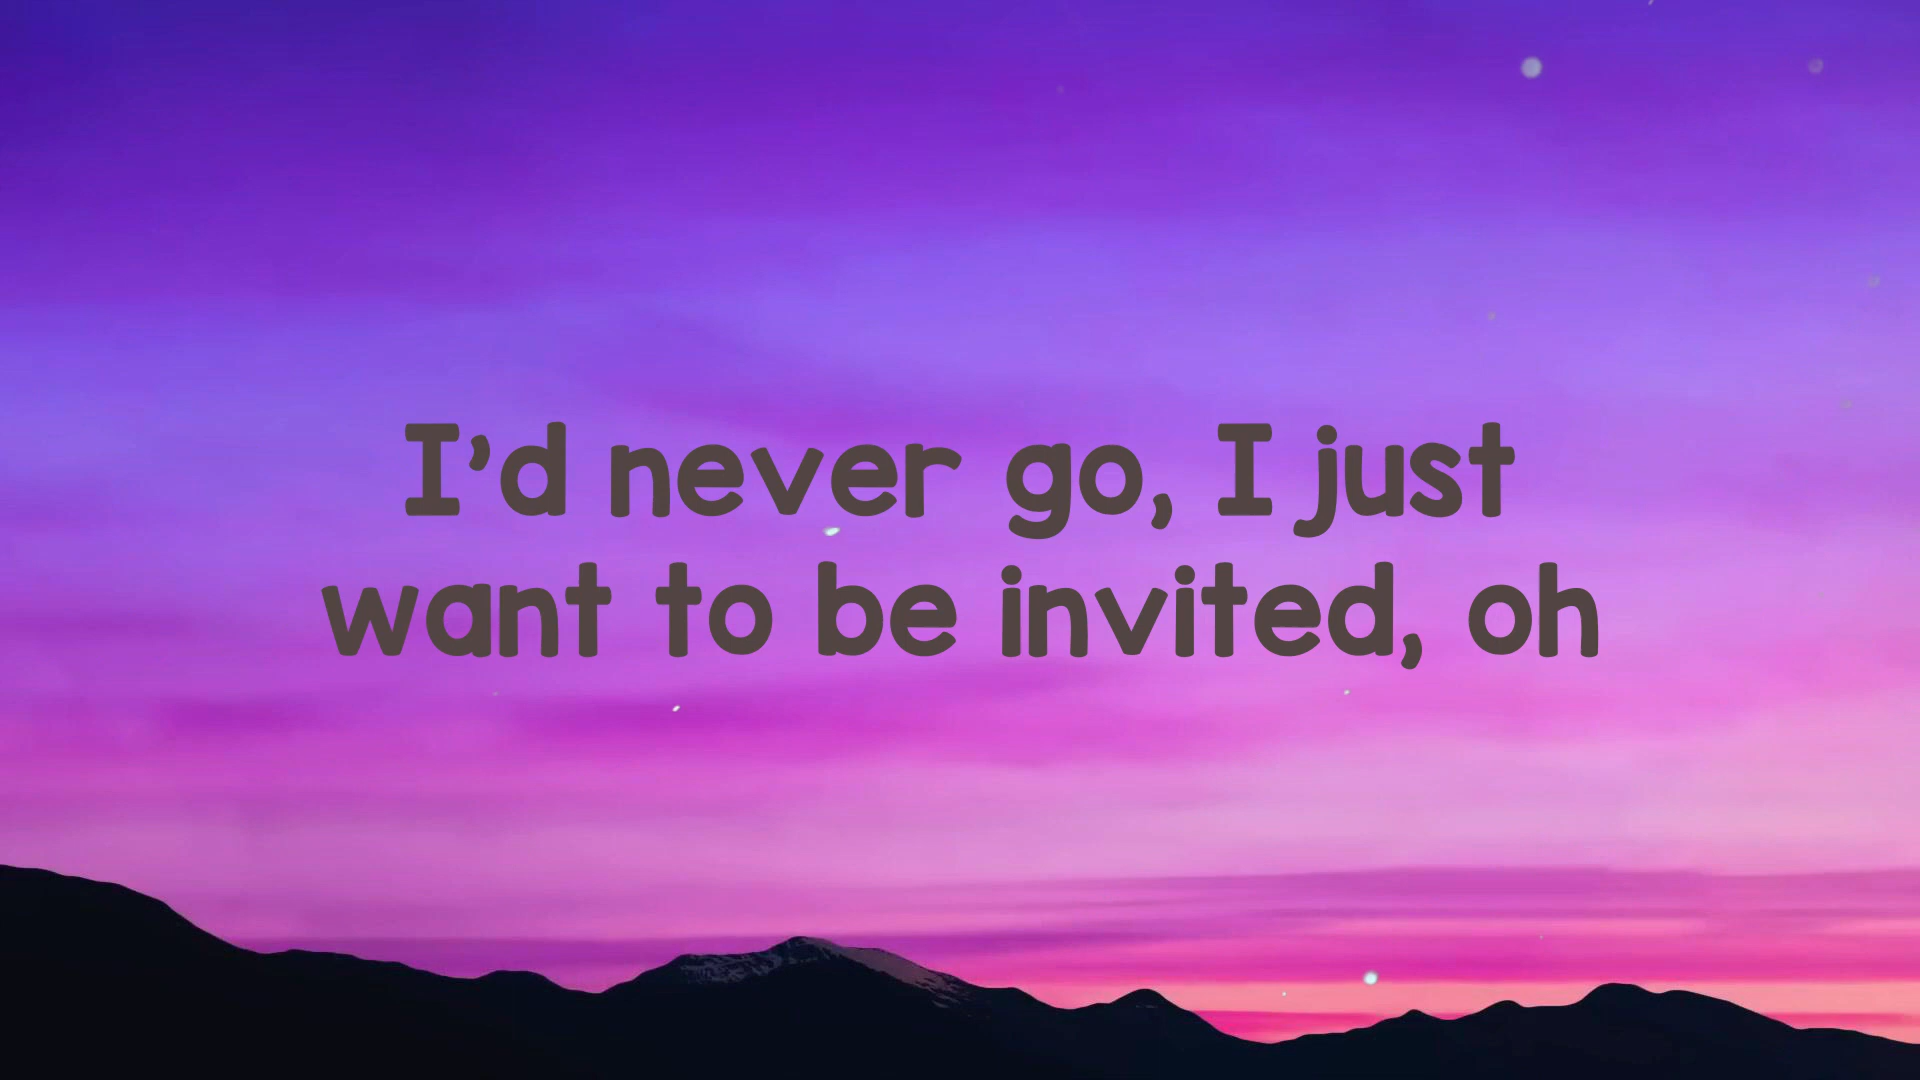 I’d never go, I just
want to be invited, oh